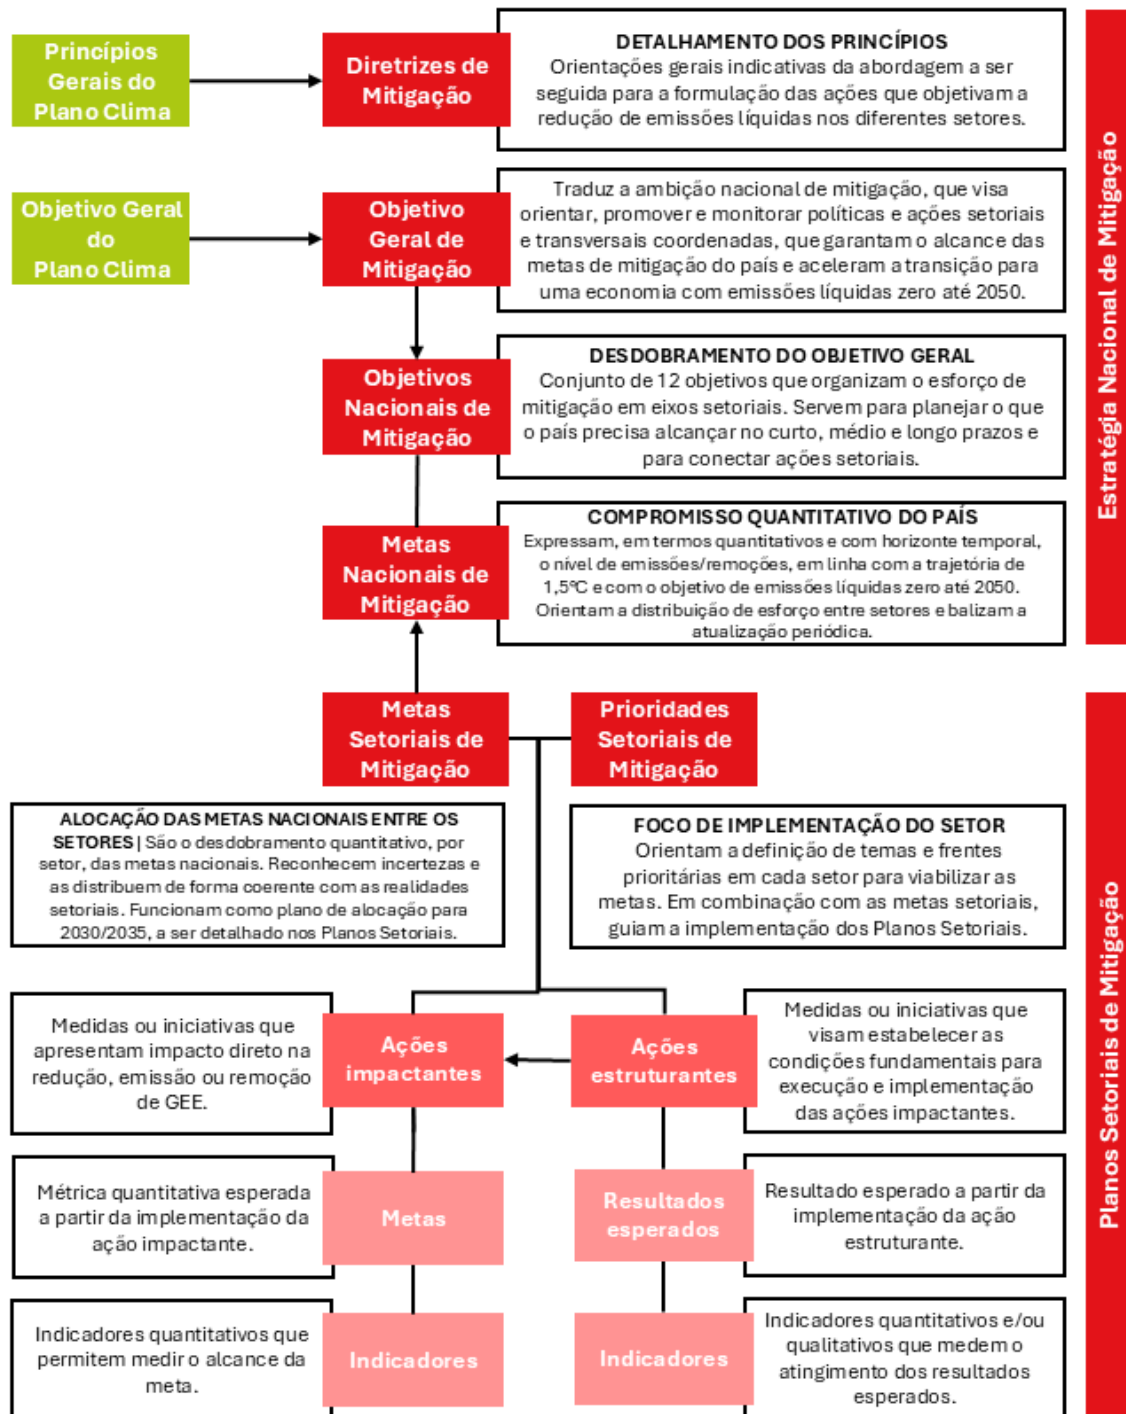 Princípios
Gerais do
Plano Clima
Diretrizes de
Mitigação
DETALHAMENTO DOS PRINCÍPIOS
Orientações gerais indicativas da abordagem a ser
seguida para a formulação das ações que objetivam a
redução de emissões líquidas nos diferentes setores.
Objetivo Geral
do
Plano Clima
Objetivo
Geral de
Mitigação
Traduz a ambição nacional de mitigação, que visa
orientar, promover e monitorar políticas e ações setoriais
e transversais coordenadas, que garantam o alcance das
metas de mitigação do país e aceleram a transição para
uma economia com emissões líquidas zero até 2050.
Objetivos
Nacionais de
Mitigação
DESDOBRAMENTO DO OBJETIVO GERAL
Conjunto de 12 objetivos que organizam o esforço de
mitigação em eixos setoriais. Servem para planejar o que
o país precisa alcançar no curto, médio e longo prazos e
para conectar ações setoriais.
Metas
Nacionais de
Mitigação
COMPROMISSO QUANTITATIVO DO PAÍS
Expressam, em termos quantitativos e com horizonte temporal,
o nível de emissões/remoções, em linha com a trajetória de
1,5ºC e com o objetivo de emissões líquidas zero até 2050.
Orientam a distribuição de esforço entre setores e balizam a
atualização periódica.
Estratégia Nacional de Mitigação
Metas
Setoriais de
Mitigação
Prioridades
Setoriais de
Mitigação
ALOCAÇÃO DAS METAS NACIONAIS ENTRE OS
SETORES | São o desdobramento quantitativo, por
setor, das metas nacionais. Reconhecem incertezas e
as distribuem de forma coerente com as realidades
setoriais. Funcionam como plano de alocação para
2030/2035, a ser detalhado nos Planos Setoriais.
FOCO DE IMPLEMENTAÇÃO DO SETOR
Orientam a definição de temas e frentes
prioritárias em cada setor para viabilizar as
metas. Em combinação com as metas setoriais,
guiam a implementação dos Planos Setoriais.
Medidas ou iniciativas que
apresentam impacto direto na
redução, emissão ou remoção
de GEE.
Ações
impactantes
Ações
estruturantes
Medidas ou iniciativas que
visam estabelecer as
condições fundamentais para
execução e implementação
das ações impactantes.
Métrica quantitativa esperada
a partir da implementação da
ação impactante.
Metas
Resultados
esperados
Resultado esperado a partir da
implementação da ação
estruturante.
Indicadores quantitativos que
permitem medir o alcance da
meta.
Indicadores
Indicadores
Indicadores quantitativos e/ou
qualitativos que medem o
atingimento dos resultados
esperados.
Planos Setoriais de Mitigação